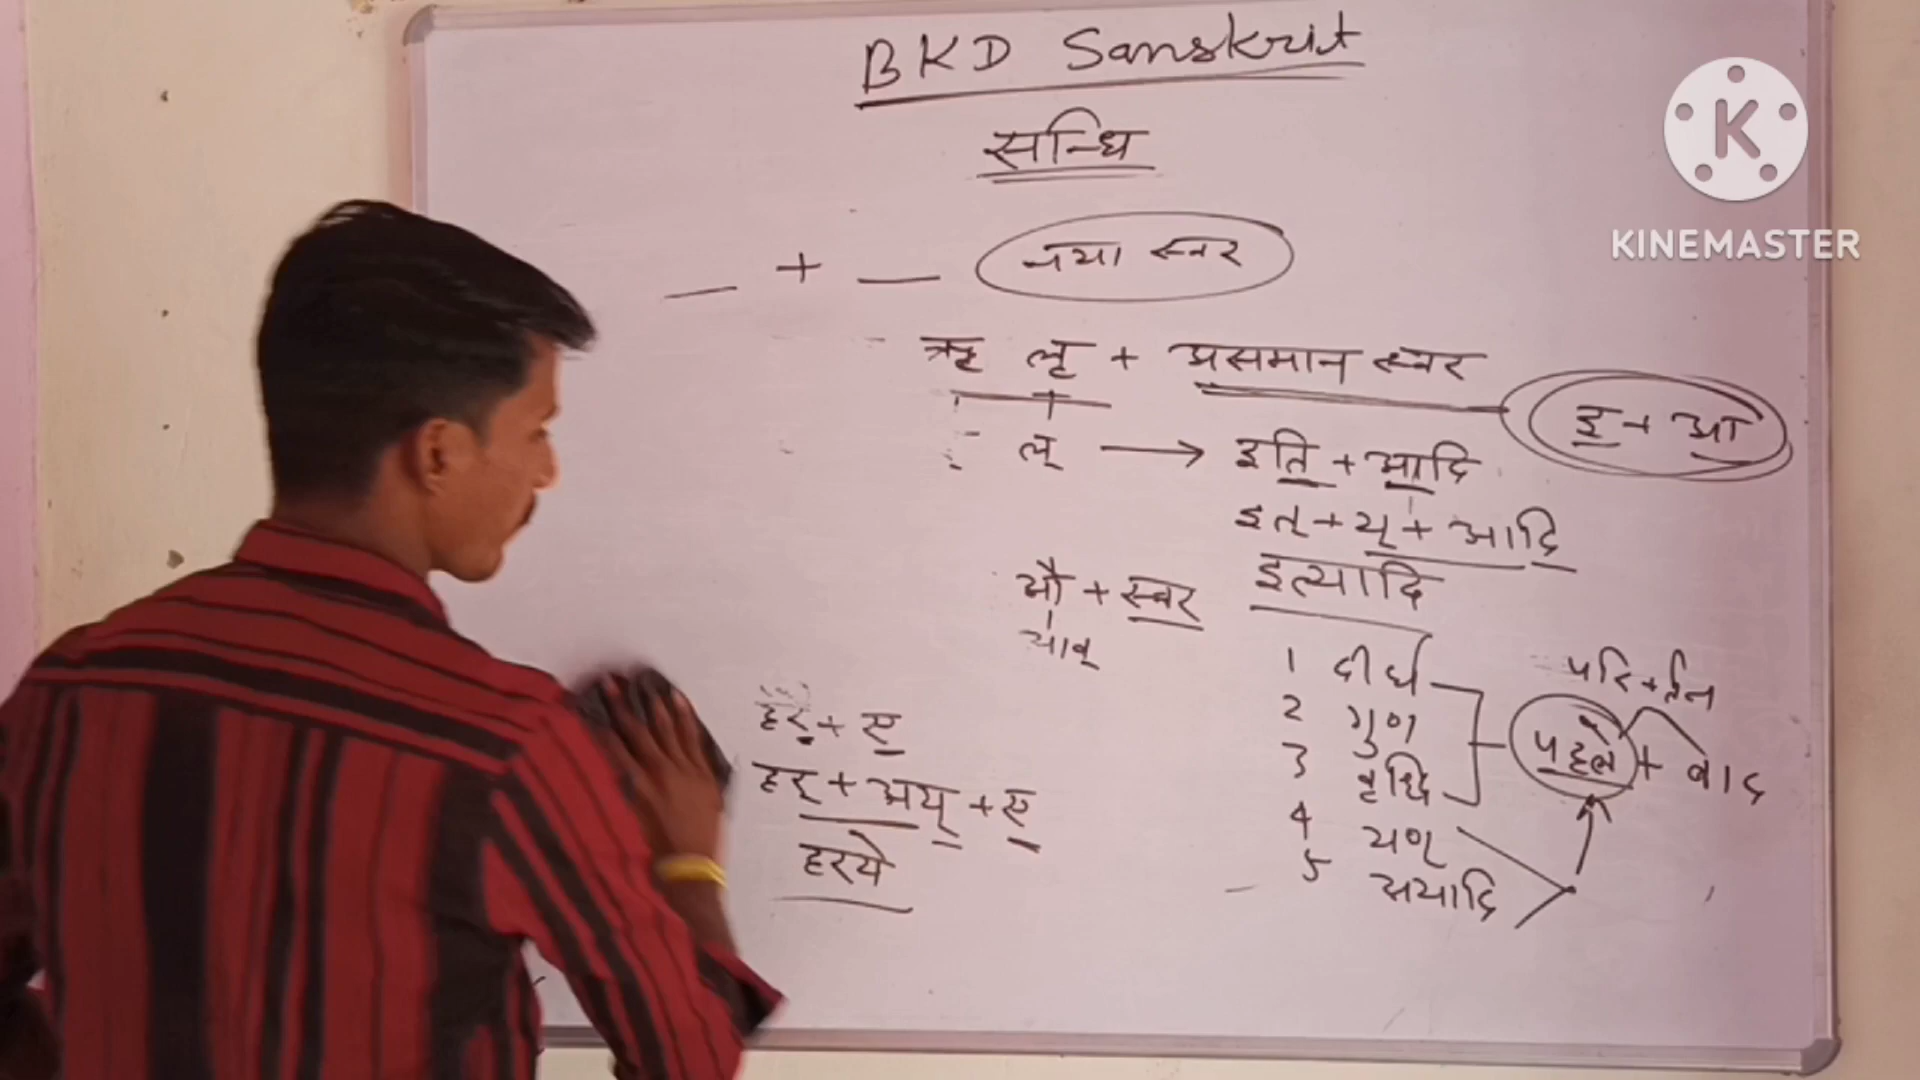 BKD Sanskrit
सन्धि
— + — नया स्वर
ऋ लृ + असमान स्वर
इ + आ
ल् → इति + आदि
इत् + य् + आदि
इत्यादि
औ + स्वर
आव्
1 दीर्घ
2 गुण
3 वृद्धि
4 यण्
5 अयादि
पहले + बाद
हर् + ए
हर् + अय् + ए
हरये
K
KINEMASTER